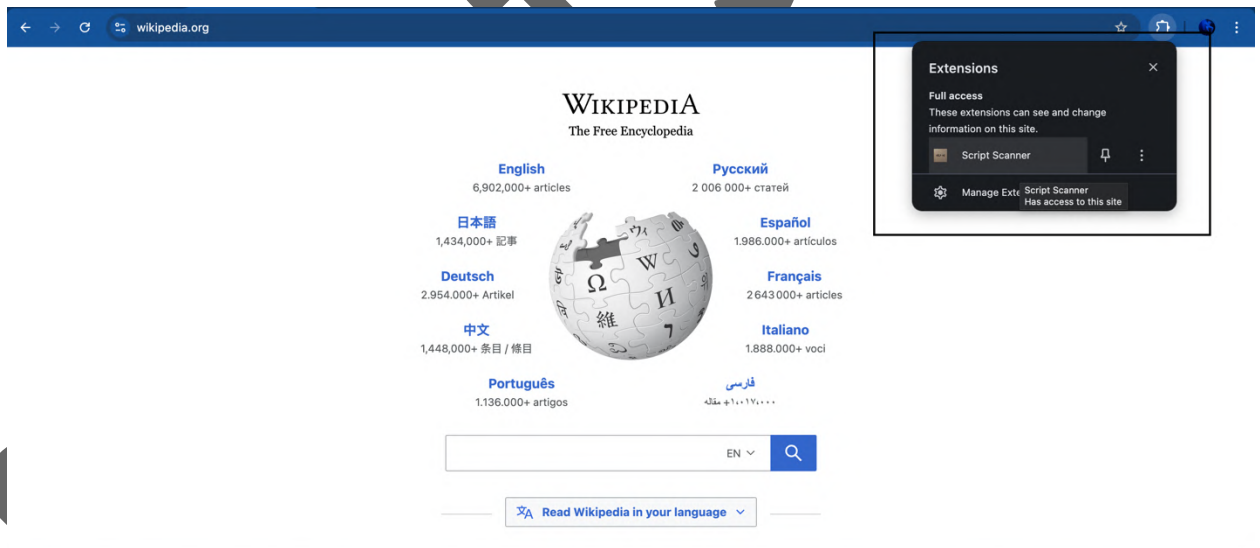 wikipedia.org
Extensions
Full access
These extensions can see and change
information on this site.
Script Scanner
Manage Exte
Script Scanner
Has access to this site
WIKIPEDIA
The Free Encyclopedia
English
6,902,000+ articles
Русский
2 006 000+ статей
日本語
1,434,000+ 記事
Español
1.986.000+ artículos
Deutsch
2.954.000+ Artikel
Français
2 643 000+ articles
中文
1,448,000+ 条目 / 條目
Italiano
1.888.000+ voci
Português
1.136.000+ artigos
فارسی
۱٬۰۱۷٬۰۰۰+ مقاله
EN
Read Wikipedia in your language